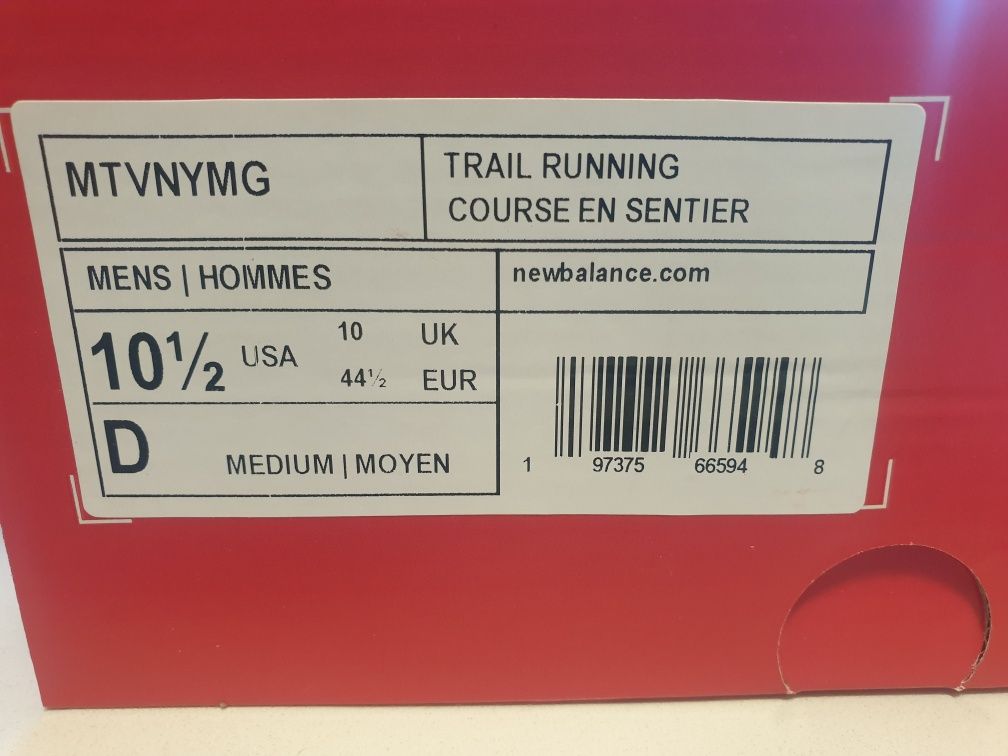 MTVNYMG
TRAIL RUNNING
COURSE EN SENTIER
MENS | HOMMES
newbalance.com
10½ USA
10 UK
44½ EUR
D
MEDIUM | MOYEN
1 97375 66594 8